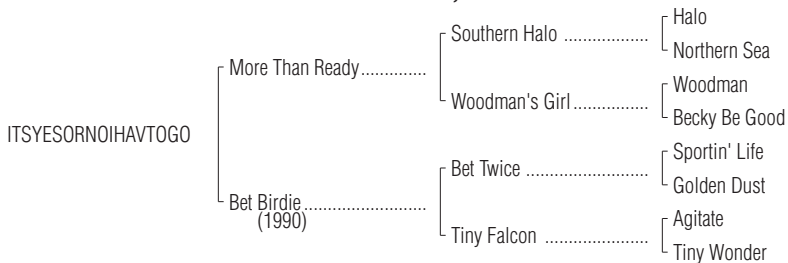 Halo
Southern Halo ..................
Northern Sea
More Than Ready.............
Woodman
Woodman's Girl................
Becky Be Good
ITSYESORNOIHAVTOGO
Sportin' Life
Bet Twice ..........................
Golden Dust
Bet Birdie..........................
(1990)
Agitate
Tiny Falcon ......................
Tiny Wonder